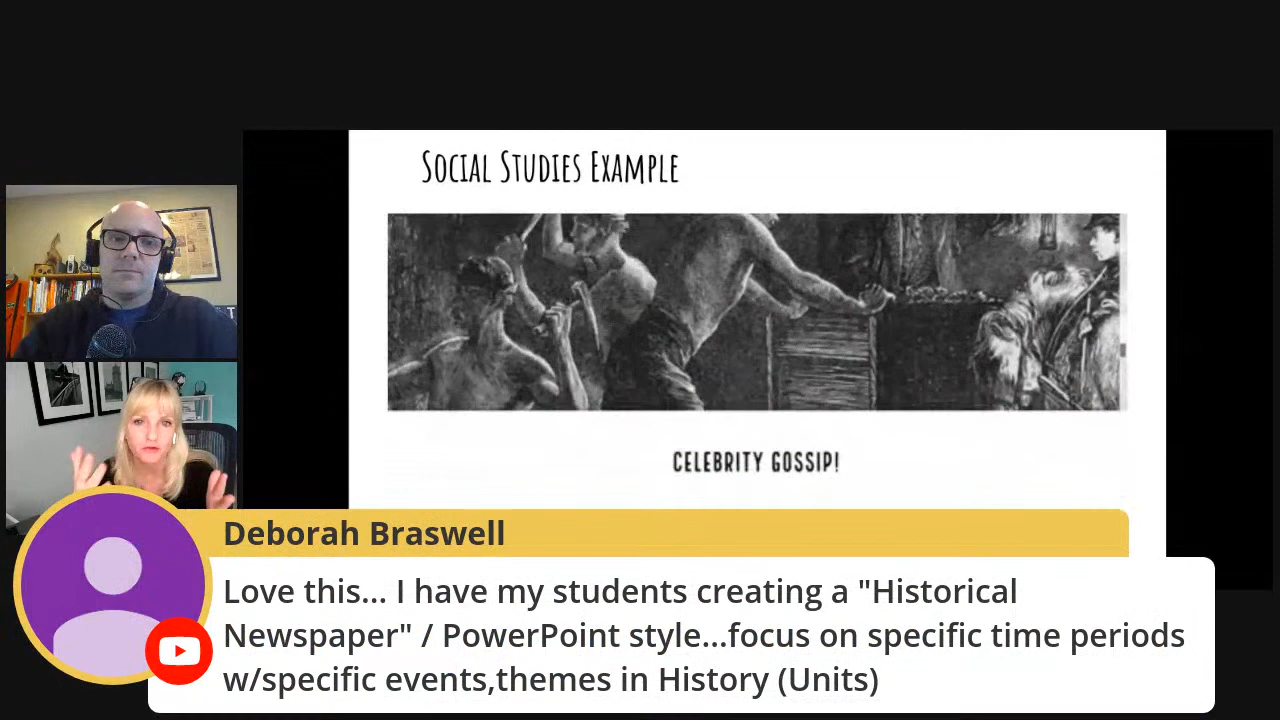 Social Studies Example
Celebrity Gossip!
Deborah Braswell
Love this... I have my students creating a "Historical
Newspaper" / PowerPoint style...focus on specific time periods
w/specific events,themes in History (Units)